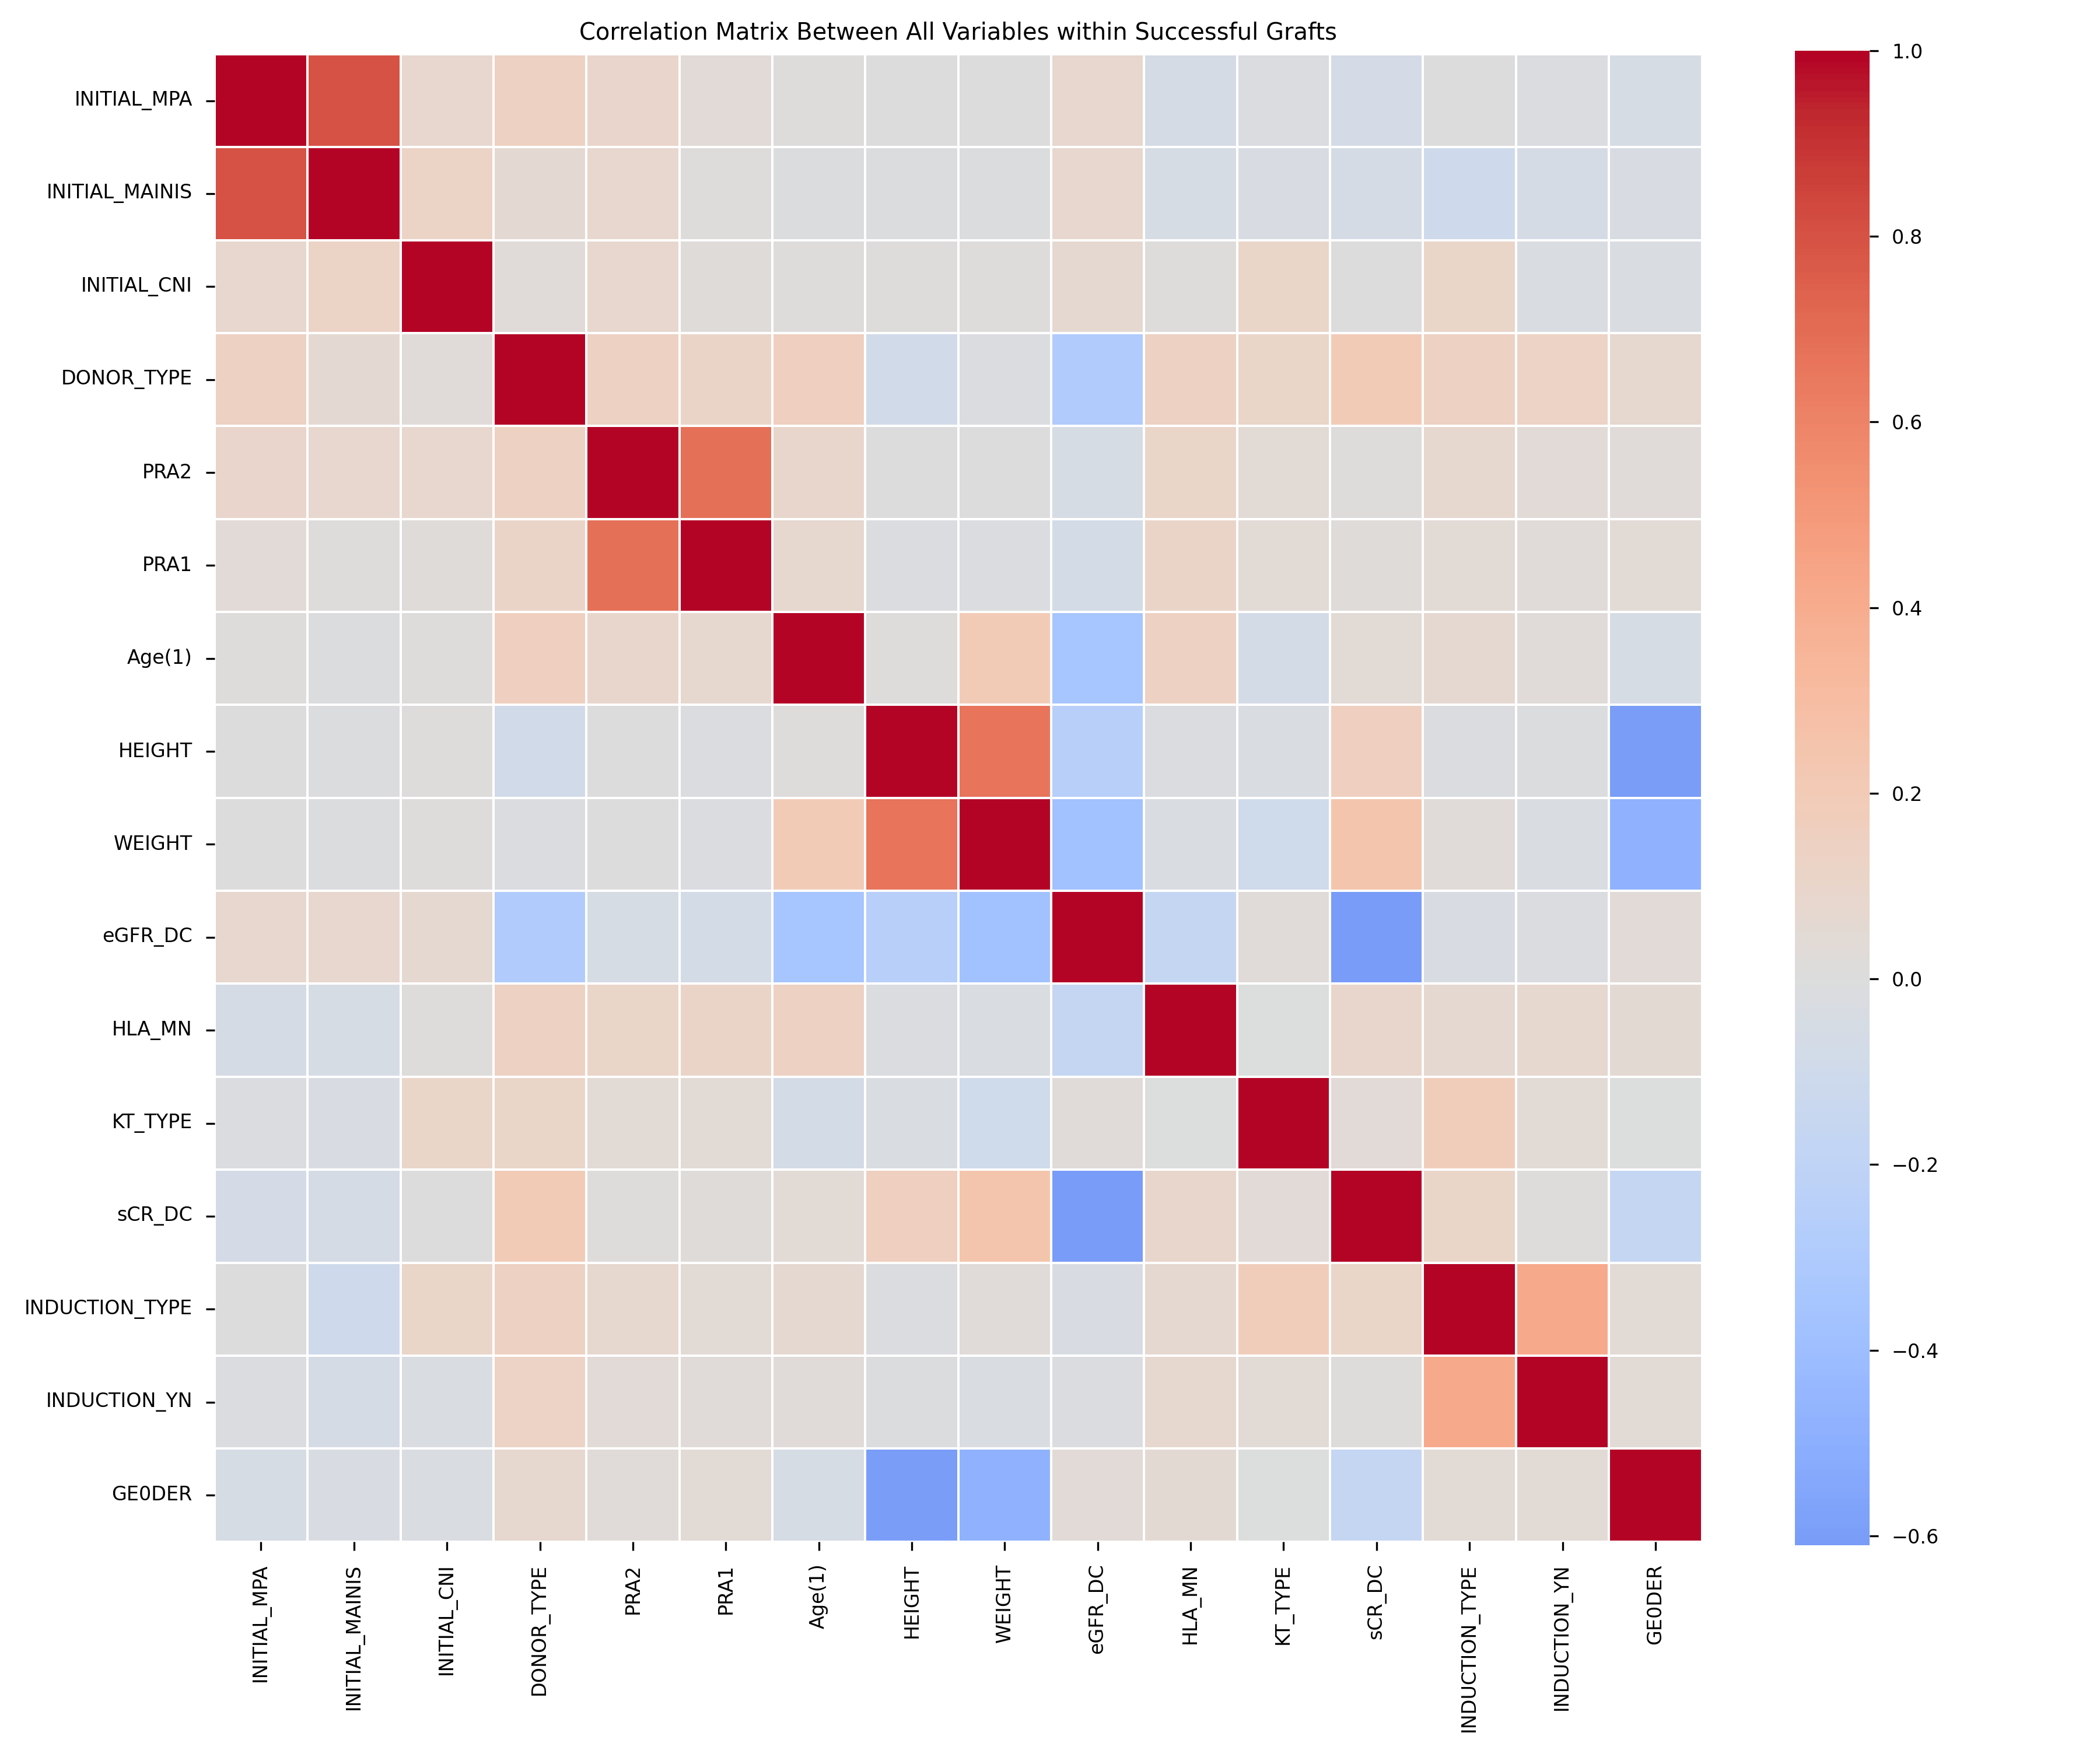 Correlation Matrix Between All Variables within Successful Grafts
INITIAL_MPA
INITIAL_MAINIS
INITIAL_CNI
DONOR_TYPE
PRA2
PRA1
Age(1)
HEIGHT
WEIGHT
eGFR_DC
HLA_MN
KT_TYPE
sCR_DC
INDUCTION_TYPE
INDUCTION_YN
GE0DER
INITIAL_MPA
INITIAL_MAINIS
INITIAL_CNI
DONOR_TYPE
PRA2
PRA1
Age(1)
HEIGHT
WEIGHT
eGFR_DC
HLA_MN
KT_TYPE
sCR_DC
INDUCTION_TYPE
INDUCTION_YN
GE0DER
1.0
0.8
0.6
0.4
0.2
0.0
−0.2
−0.4
−0.6